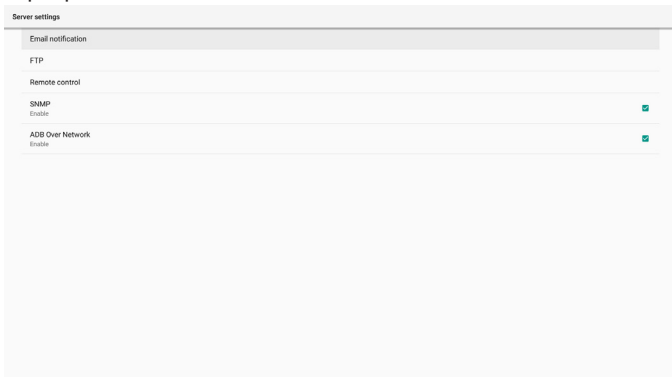 Server settings
Email notification
FTP
Remote control
SNMP
Enable
ADB Over Network
Enable